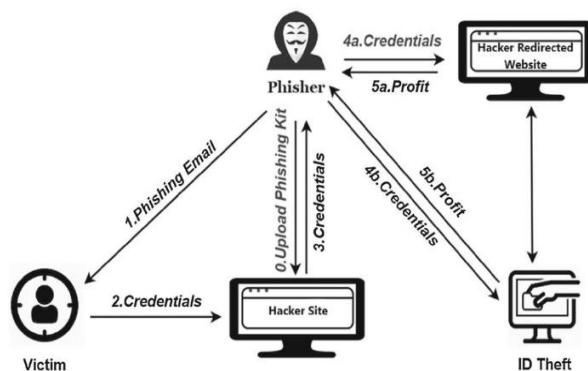 4a.Credentials
Hacker Redirected
Website
Phisher
5a.Profit
1.Phishing Email
0.Upload Phishing Kit
3.Credentials
5b.Profit
4b.Credentials
2.Credentials
Hacker Site
Victim
ID Theft